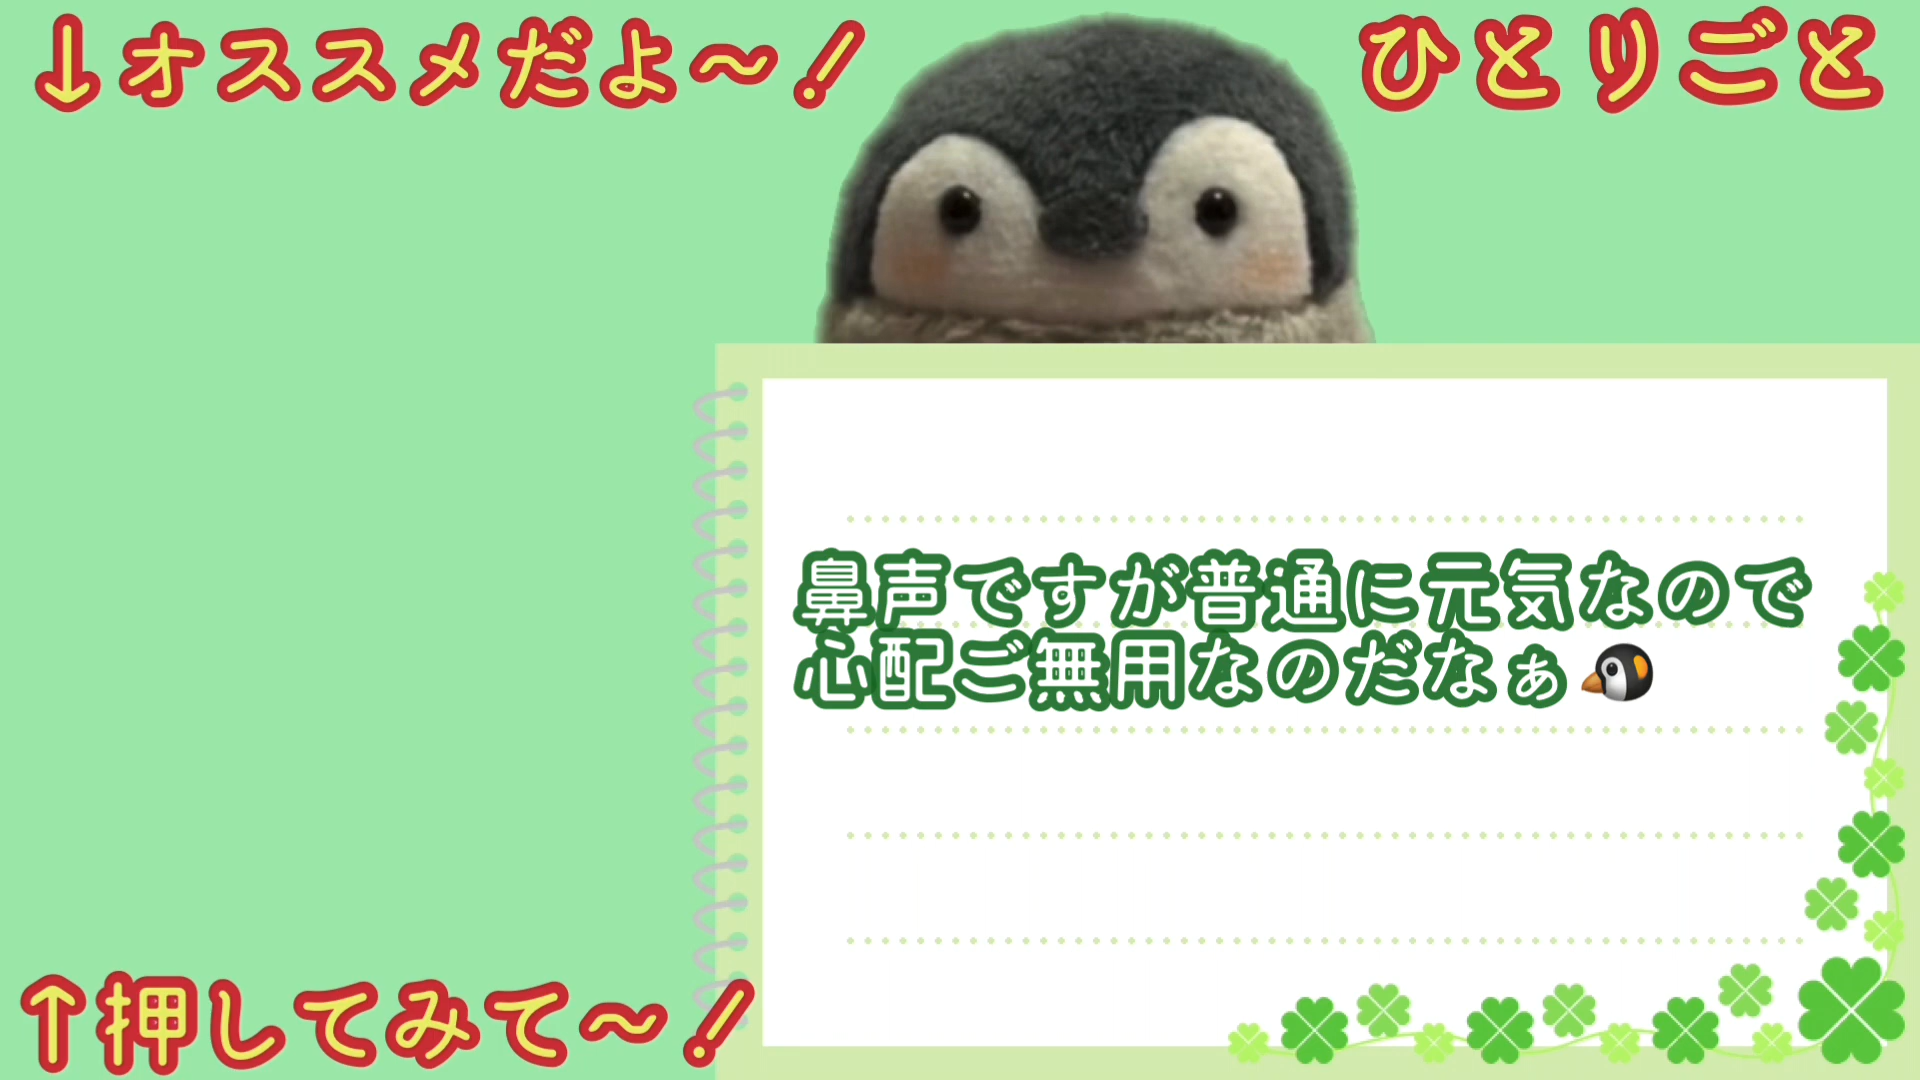 ↓オススメだよ〜!
ひとりごと
鼻声ですが普通に元気なので
心配ご無用なのだなぁ🐧
↑押してみて〜!